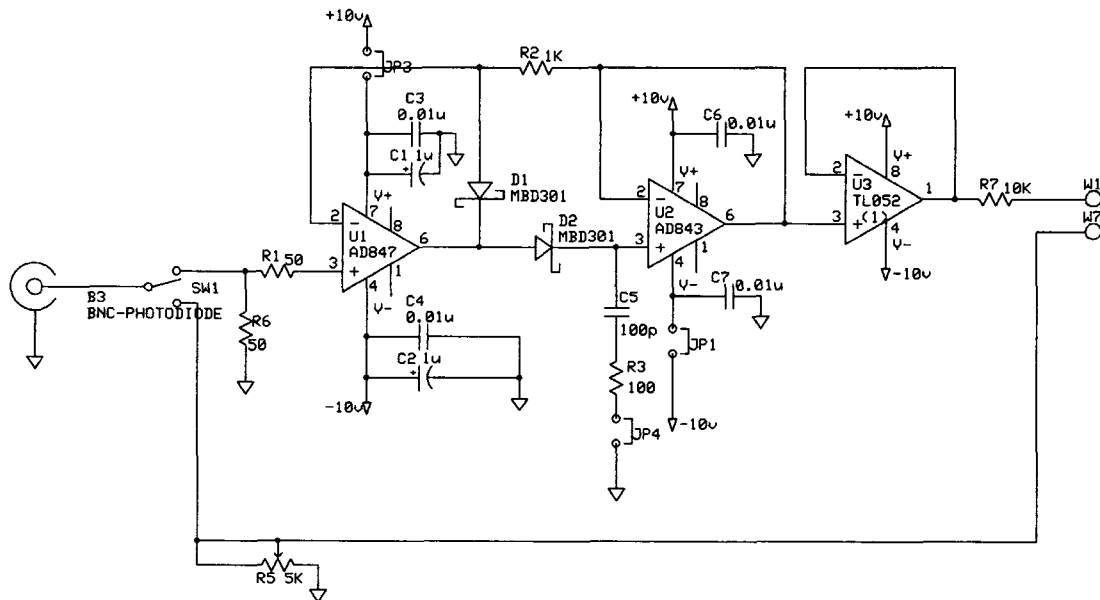 +10v
JP3
R2 1K
C3
0.01u
C1 1u
+10v
C6 0.01u
+10v
V+
2
7
8
U1
AD847
6
R1 50
3
+
1
4
V-
D1
MBD301
D2
MBD301
V+
2
7
8
U2
AD843
6
3
+
1
4
V-
V+
2
8
U3
TL052
(1)
1
3
+
4
V-
-10v
R7 10K
W1
W7
B3
BNC-PHOTODIODE
SW1
R6
50
C4
0.01u
C2 1u
-10v
C7
0.01u
C5
100p
R3
100
JP1
JP4
-10v
R5 5K